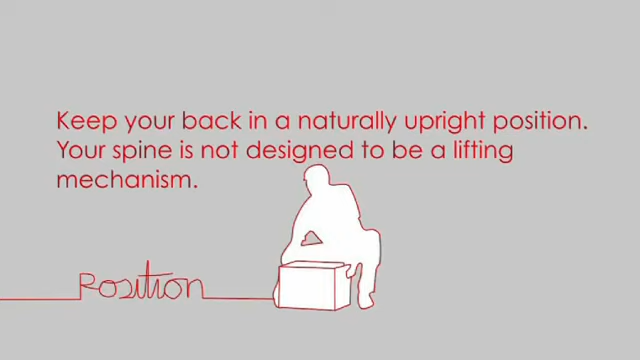 Keep your back in a naturally upright position.
Your spine is not designed to be a lifting
mechanism.
Position